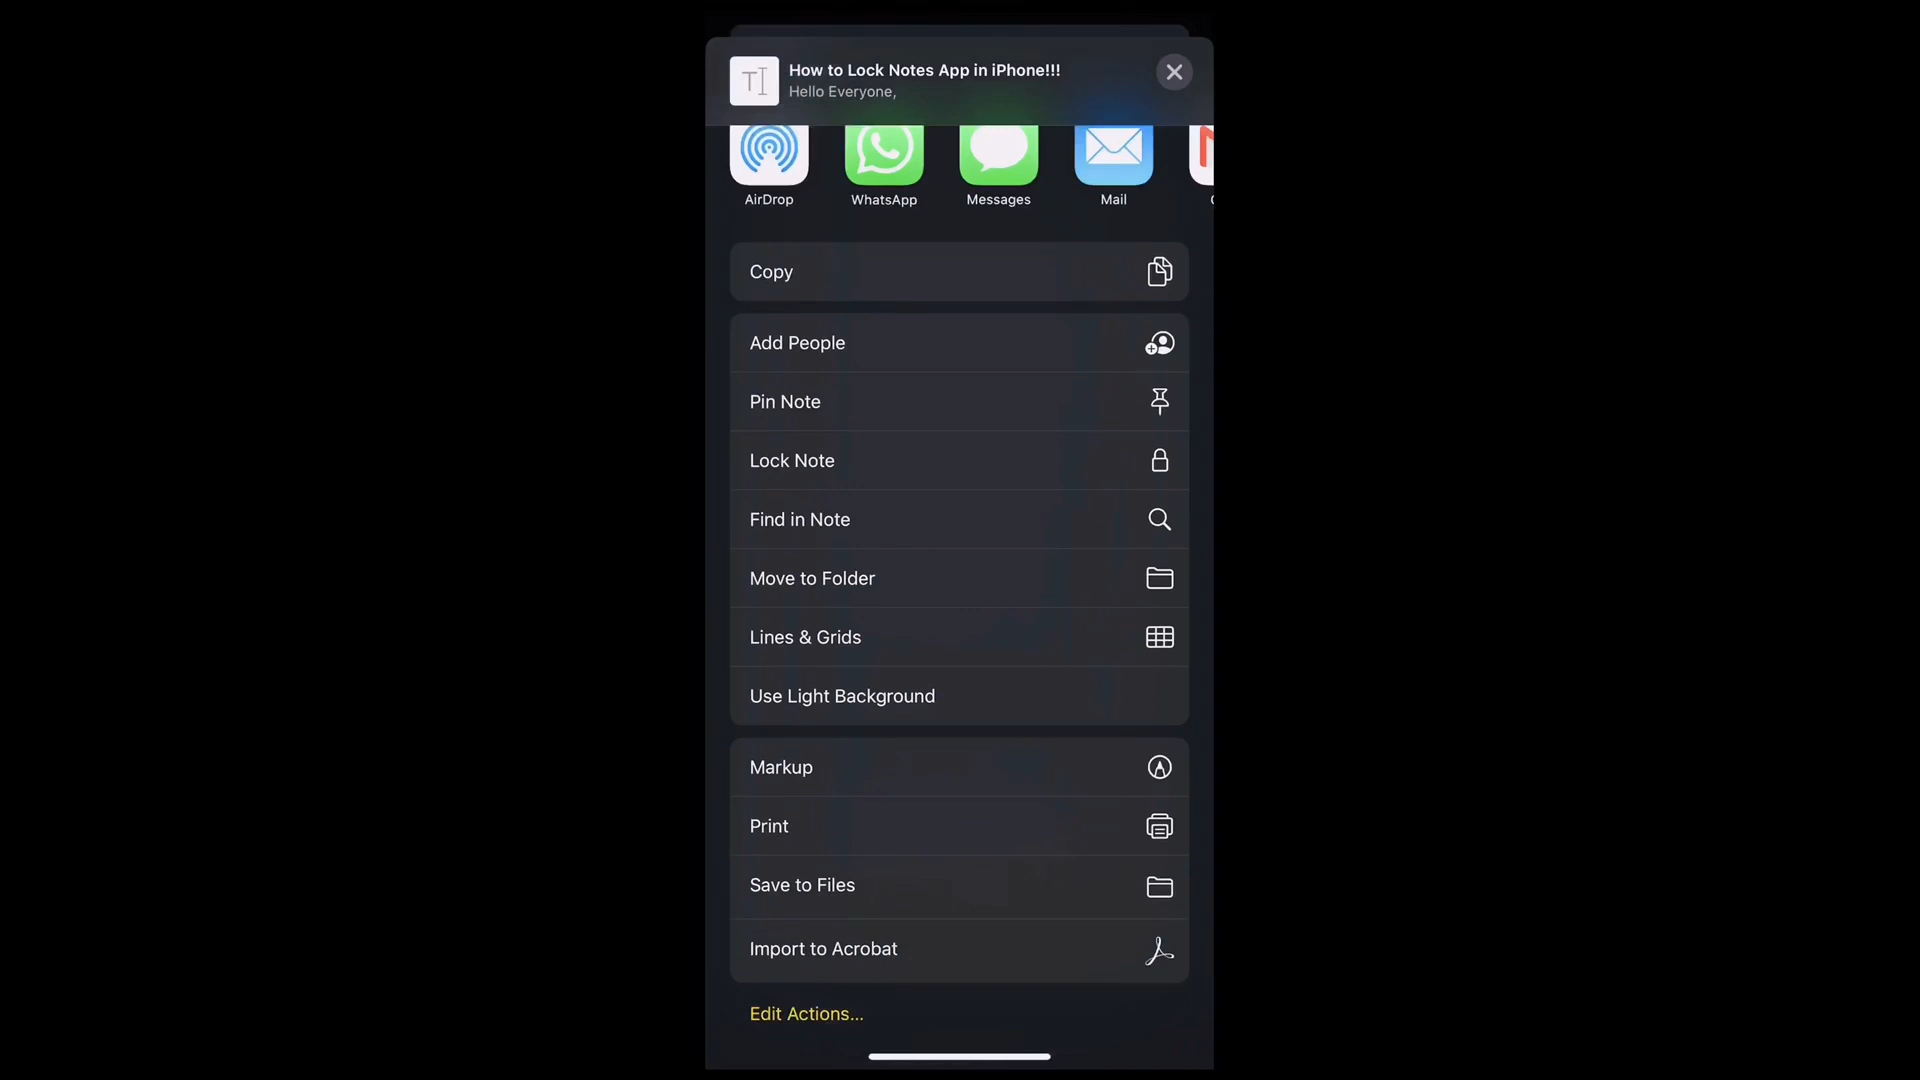 How to Lock Notes App in iPhone!!!
Hello Everyone,
AirDrop
WhatsApp
Messages
Mail
Copy
Add People
Pin Note
Lock Note
Find in Note
Move to Folder
Lines & Grids
Use Light Background
Markup
Print
Save to Files
Import to Acrobat
Edit Actions...